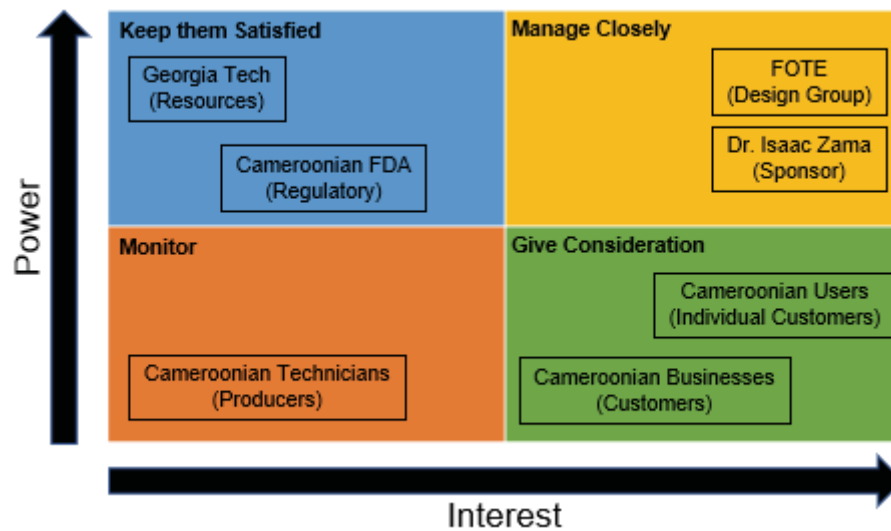 Power
Keep them Satisfied
Georgia Tech
(Resources)
Cameroonian FDA
(Regulatory)
Manage Closely
FOTE
(Design Group)
Dr. Isaac Zama
(Sponsor)
Monitor
Cameroonian Technicians
(Producers)
Give Consideration
Cameroonian Users
(Individual Customers)
Cameroonian Businesses
(Customers)
Interest